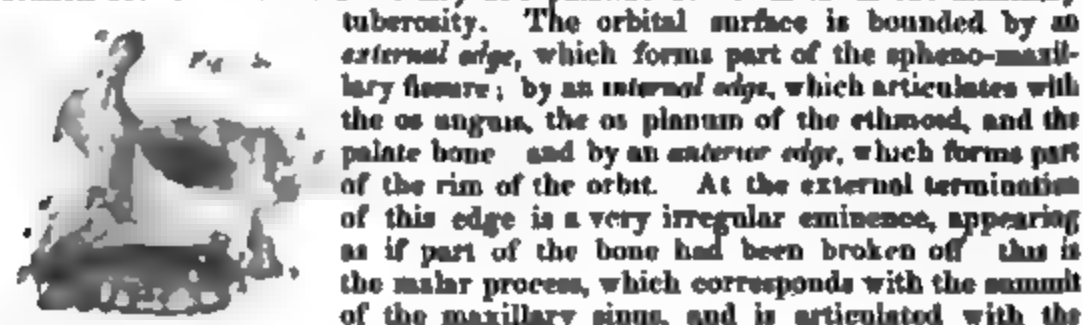 tuberosity. The orbital surface is bounded by an
external edge, which forms part of the spheno-maxil-
lary fissure; by an internal edge, which articulates with
the os unguis, the os planum of the ethmoid, and the
palate bone and by an anterior edge, which forms part
of the rim of the orbit. At the external termination
of this edge is a very irregular eminence, appearing
as if part of the bone had been broken off this is
the malar process, which corresponds with the summit
of the maxillary sinus, and is articulated with the
Fig